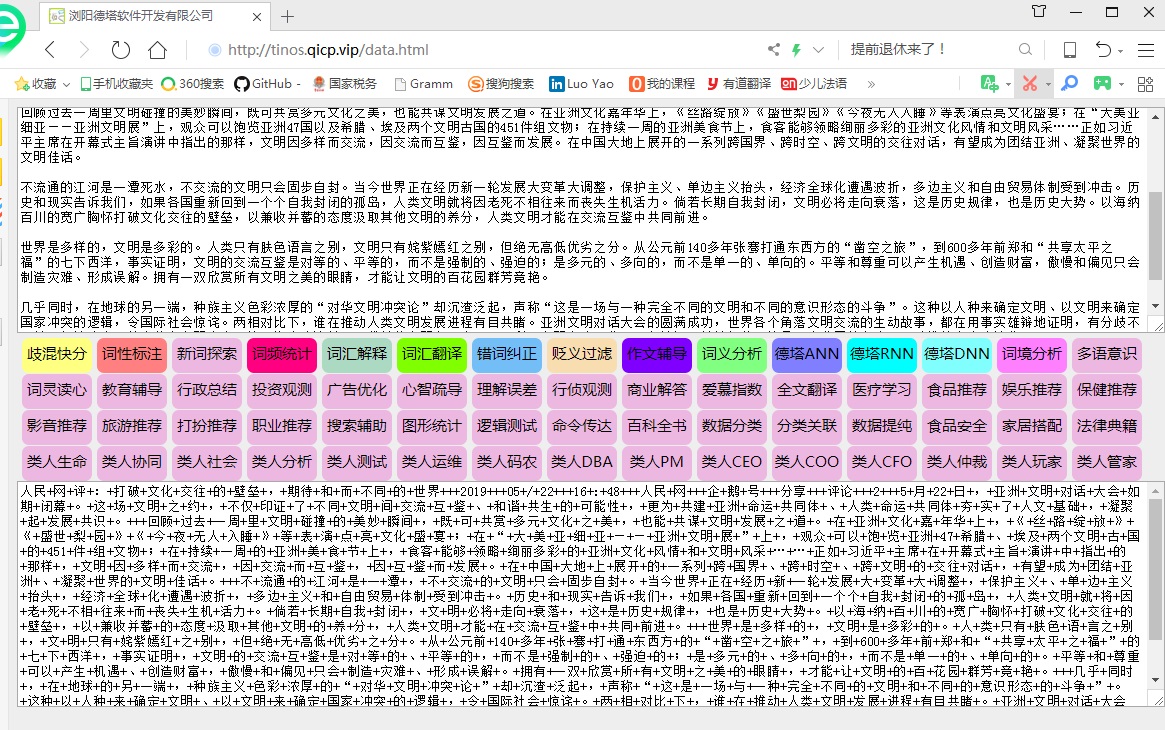 浏阳德塔软件开发有限公司
http://tinos.qicp.vip/data.html
提前退休来了！
收藏 手机收藏夹 360搜索 GitHub - 国家税务 Gramm 搜狗搜索 Luo Yao 我的课程 有道翻译 少儿法语 »
回顾过去一周里文明碰撞的美妙瞬间，既可共赏多元文化之美，也能共谋文明发展之道。在亚洲文化嘉年华上，《丝路绽放》《盛世梨园》《今夜无人入睡》等表演点亮文化盛宴；在“大美亚
细亚－－亚洲文明展”上，观众可以饱览亚洲47国以及希腊、埃及两个文明古国的451件组文物；在持续一周的亚洲美食节上，食客能够领略绚丽多彩的亚洲文化风情和文明风采……正如习近
平主席在开幕式主旨演讲中指出的那样，文明因多样而交流，因交流而互鉴，因互鉴而发展。在中国大地上展开的一系列跨国界、跨时空、跨文明的交往对话，有望成为团结亚洲、凝聚世界的
文明佳话。
不流通的江河是一潭死水，不交流的文明只会固步自封。当今世界正在经历新一轮发展大变革大调整，保护主义、单边主义抬头，经济全球化遭遇波折，多边主义和自由贸易体制受到冲击。历
史和现实告诉我们，如果各国重新回到一个个自我封闭的孤岛，人类文明就将因老死不相往来而丧失生机活力。倘若长期自我封闭，文明必将走向衰落，这是历史规律，也是历史大势。以海纳
百川的宽广胸怀打破文化交往的壁垒，以兼收并蓄的态度汲取其他文明的养分，人类文明才能在交流互鉴中共同前进。
世界是多样的，文明是多彩的。人类只有肤色语言之别，文明只有姹紫嫣红之别，但绝无高低优劣之分。从公元前140多年张骞打通东西方的“凿空之旅”，到600多年前郑和“共享太平之
福”的七下西洋，事实证明，文明的交流互鉴是对等的、平等的，而不是强制的、强迫的；是多元的、多向的，而不是单一的、单向的。平等和尊重可以产生机遇、创造财富，傲慢和偏见只会
制造灾难、形成误解。拥有一双欣赏所有文明之美的眼睛，才能让文明的百花园群芳竞艳。
几乎同时，在地球的另一端，种族主义色彩浓厚的“对华文明冲突论”却沉渣泛起，声称“这是一场与一种完全不同的文明和不同的意识形态的斗争”。这种以人种来确定文明、以文明来确定
国家冲突的逻辑，令国际社会惊诧。两相对比下，谁在推动人类文明发展进程有目共睹。亚洲文明对话大会的圆满成功，世界各个角落文明交流的生动故事，都在用事实雄辩地证明，有分歧不
歧混快分 词性标注 新词探索 词频统计 词汇解释 词汇翻译 错词纠正 贬义过滤 作文辅导 词义分析 德塔ANN 德塔RNN 德塔DNN 词境分析 多语意识
词灵读心 教育辅导 行政总结 投资观测 广告优化 心智疏导 理解误差 行侦观测 商业解答 爱慕指数 全文翻译 医疗学习 食品推荐 娱乐推荐 保健推荐
影音推荐 旅游推荐 打扮推荐 职业推荐 搜索辅助 图形统计 逻辑测试 命令传达 百科全书 数据分类 分类关联 数据提纯 食品安全 家居搭配 法律典籍
类人生命 类人协同 类人社会 类人分析 类人测试 类人运维 类人码农 类人DBA 类人PM 类人CEO 类人COO 类人CFO 类人仲裁 类人玩家 类人管家
人民+网+评+：+打破+文化+交往+的+壁垒+，+期待+和+而+不同+的+世界+++2019+++05+/+22+++16+:+48+++人民+网+++企+鹅+号+++分享+++评论+++2+++5+月+22+日+，+亚洲+文明+对话+大会+如
期+闭幕+。+这+场+文明+之+约+，+不仅+印证+了+不同+文明+间+交流+互+鉴+、+和谐+共生+的+可能性+，+更为+共建+亚洲+命运+共同体+、+人类+命运+共同体+夯+实+了+人文+基础+，+凝聚
+起+发展+共识+。+++回顾+过去+一+周+里+文明+碰撞+的+美妙+瞬间+，+既+可+共赏+多元+文化+之+美+，+也能+共谋+文明+发展+之+道+。+在+亚洲+文化+嘉年华+上+，+《+丝+路+绽放+》
+《+盛世+梨+园+》+《+今夜+无人+入睡+》+等+表+演+点+亮+文化+盛+宴+；+在+“+大+美+亚+细+亚+－+－+亚洲+文明+展+”+上+，+观众+可以+饱+览+亚洲+47+希腊+、+埃及+两个+文明+古+国
+的+451+件+组+文物+；+在+持续+一周+的+亚洲+美+食+节+上+，+食客+能够+领略+绚丽多彩+的+亚洲+文化+风情+和+文明+风采+…+…+正如+习近平+主席+在+开幕式+主旨+演讲+中+指出+的
+那样+，+文明+因+多样+而+交流+，+因+交流+而+互+鉴+，+因+互+鉴+而+发展+。+在+中国+大地+上+展开+的+一系列+跨+国界+、+跨+时空+、+跨+文明+的+交往+对话+，+有望+成为+团结+亚
洲+、+凝聚+世界+的+文明+佳话+。+++不+流通+的+江河+是+一+潭+，+不+交流+的+文明+只会+固步自封+。+当今世界+正在+经历+新+一轮+发展+大+变革+大+调整+，+保护主义+、+单+边+主义
+抬头+，+经济+全球+化+遭遇+波折+，+多边+主义+和+自由+贸易+体制+受到+冲击+。+历史+和+现实+告诉+我们+，+如果+各国+重新+回到+一个个+自我+封闭+的+孤+岛+，+人类+文明+就+将+因
+老+死+不相+往来+而+丧失+生机+活力+。+倘若+长期+自我+封闭+，+文+明+必将+走向+衰落+，+这+是+历史+规律+，+也是+历史+大势+。+以+海+纳+百+川+的+宽广+胸怀+打破+文化+交往+的
+壁垒+，+以+兼收并蓄+的+态度+汲取+其他+文明+的+养+分+，+人类+文明+才能+在+交流+互+鉴+中+共同+前进+。+++世界+是+多样+的+，+文明+是+多彩+的+。+人+类+只有+肤色+语言+之+别
+，+文+明+只有+姹紫嫣红+之+别+，+但+绝+无+高低+优劣+之+分+。+从+公元前+140+多年+张+骞+打+通+东西方+的+“+凿+空+之+旅+”+，+到+600+多+年+前+郑+和+“+共享+太平+之+福+”+的
+七+下+西洋+，+事实证明+，+文明+的+交流+互+鉴+是+对+等+的+、+平等+的+，+而不是+强制+的+、+强迫+的+；+是+多元+的+、+多+向+的+，+而不是+单一+的+、+单向+的+。+平等+和+尊重
+可以+产生+机遇+、+创造+财富+，+傲慢+和+偏见+只会+制造+灾难+、+形成+误解+。+拥有+一双+欣赏+所+有+文明+之+美+的+眼睛+，+才能+让+文明+的+百+花园+群芳+竞+艳+。+++几乎+同时
+，+在+地球+的+另+一端+，+种族主义+色彩+浓厚+的+“+对华+文明+冲突+论+”+却+沉渣+泛起+，+声称+“+这+是+一场+与+一种+完全+不同+的+文明+和+不同+的+意识形态+的+斗争+”+。
+这种+以+人种+来+确定+文明+、+以+文明+来+确定+国家+冲突+的+逻辑+，+令+国际社会+惊诧+。+两+相+对比+下+，+谁+在+推动+人类+文明+发展+进程+有目共睹+。+亚洲+文明+对话+大会